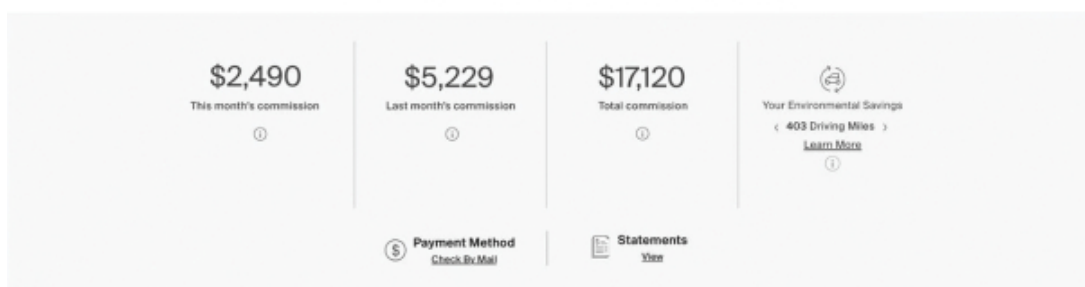 $2,490
This month's commission
$5,229
Last month's commission
$17,120
Total commission
Your Environmental Savings
‹ 403 Driving Miles ›
Learn More
Payment Method
Check By Mail
Statements
View